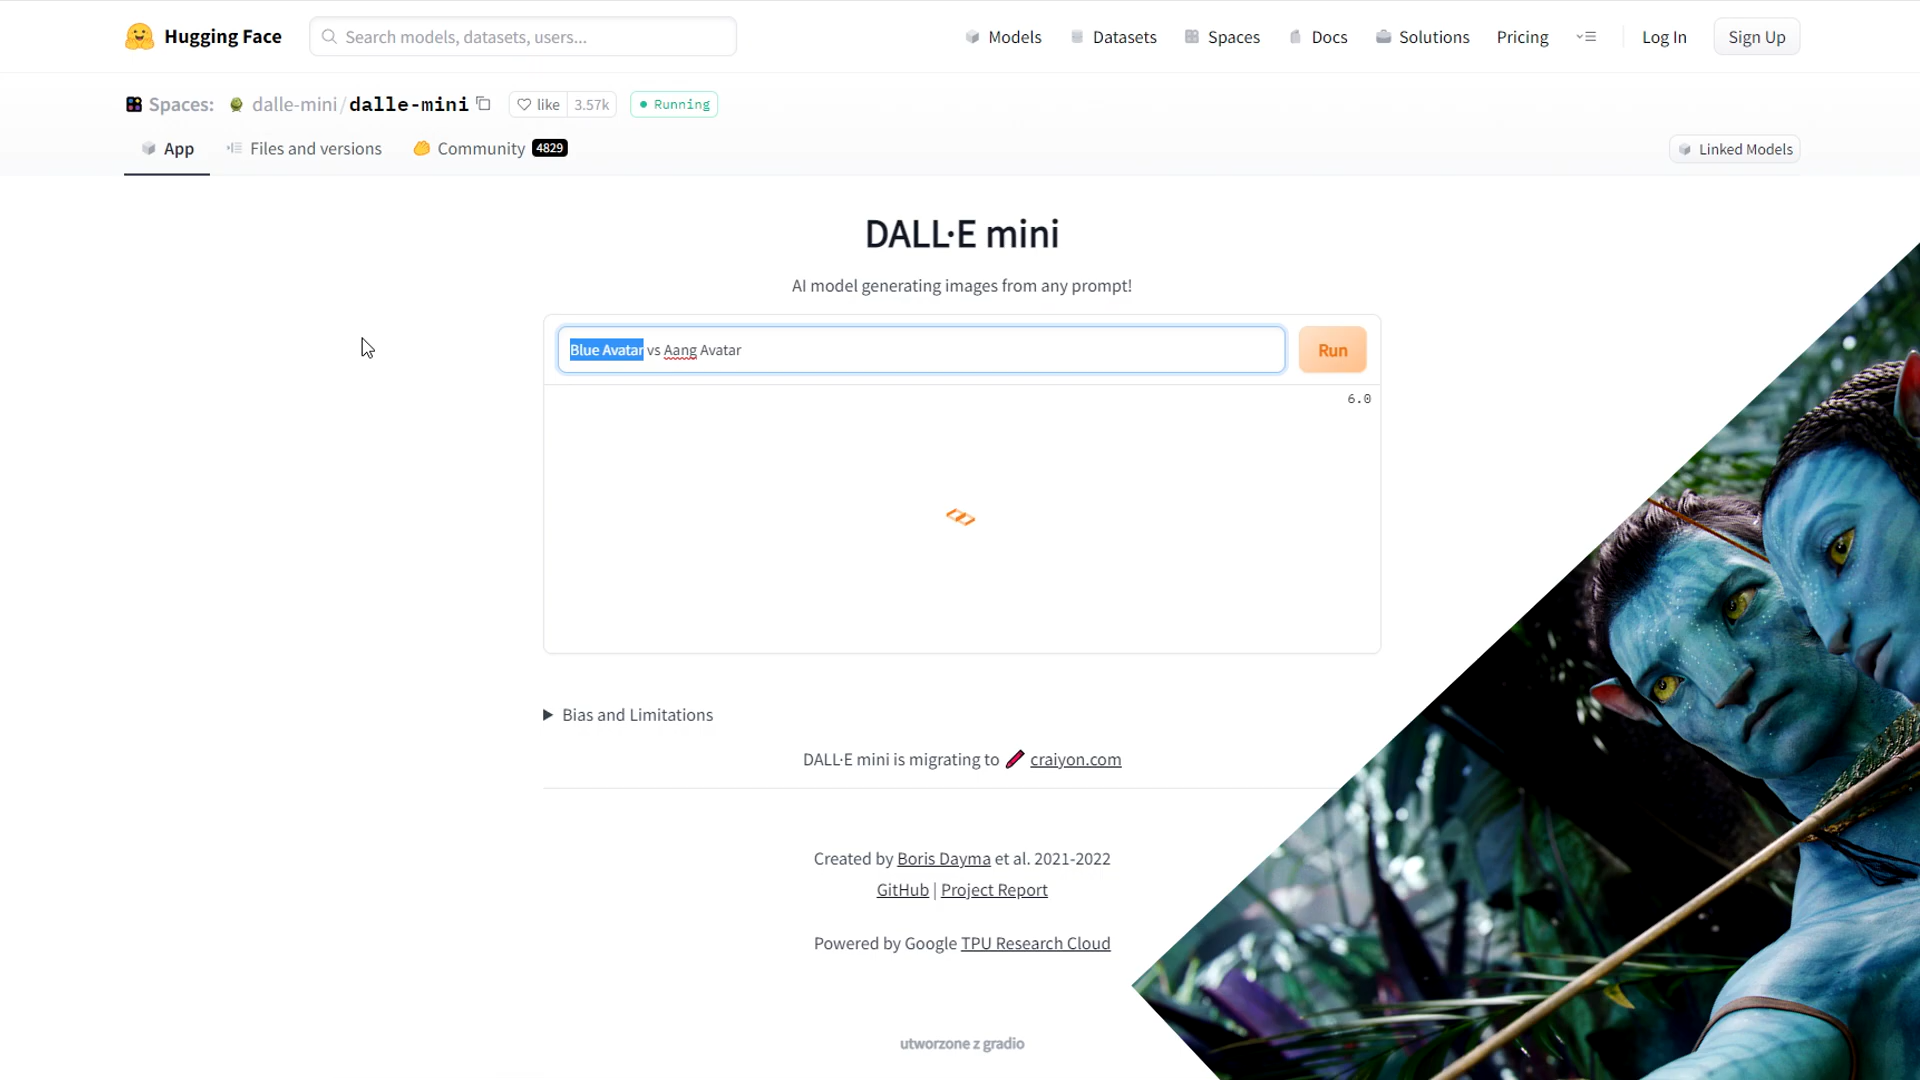 Hugging Face
Search models, datasets, users...
Models
Datasets
Spaces
Docs
Solutions
Pricing
Log In
Sign Up
Spaces: dalle-mini/dalle-mini
like 3.57k
Running
App
Files and versions
Community 4829
Linked Models
DALL·E mini
AI model generating images from any prompt!
Blue Avatar vs Aang Avatar
Run
6.0
Bias and Limitations
DALL·E mini is migrating to craiyon.com
Created by Boris Dayma et al. 2021-2022
GitHub | Project Report
Powered by Google TPU Research Cloud
utworzone z gradio